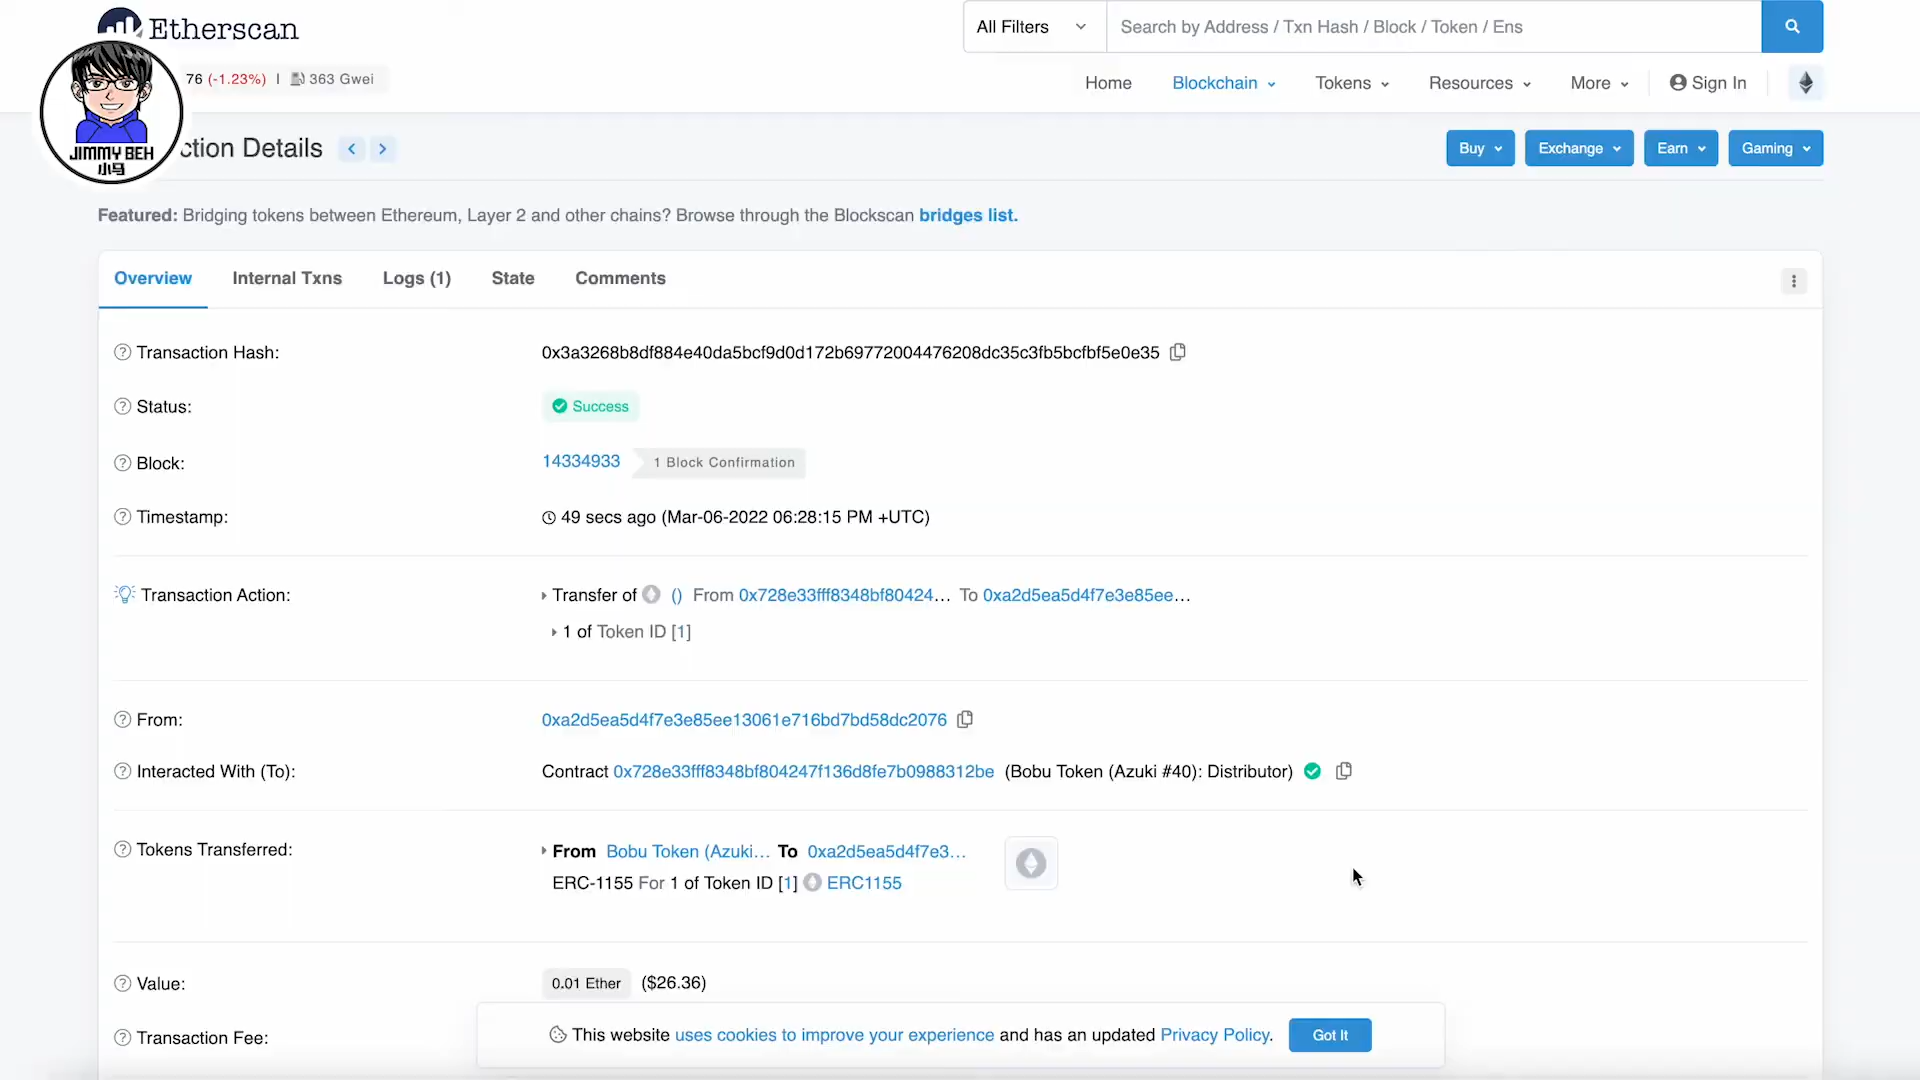 Etherscan
All Filters
Search by Address / Txn Hash / Block / Token / Ens
76 (-1.23%) | 363 Gwei
Home Blockchain Tokens Resources More Sign In
JIMMY BEH
小马
ction Details
Buy Exchange Earn Gaming
Featured: Bridging tokens between Ethereum, Layer 2 and other chains? Browse through the Blockscan bridges list.
Overview Internal Txns Logs (1) State Comments
Transaction Hash: 0x3a3268b8df884e40da5bcf9d0d172b69772004476208dc35c3fb5bcfbf5e0e35
Status: Success
Block: 14334933 1 Block Confirmation
Timestamp: 49 secs ago (Mar-06-2022 06:28:15 PM +UTC)
Transaction Action: Transfer of () From 0x728e33fff8348bf80424... To 0xa2d5ea5d4f7e3e85ee...
1 of Token ID [1]
From: 0xa2d5ea5d4f7e3e85ee13061e716bd7bd58dc2076
Interacted With (To): Contract 0x728e33fff8348bf804247f136d8fe7b0988312be (Bobu Token (Azuki #40): Distributor)
Tokens Transferred: From Bobu Token (Azuki... To 0xa2d5ea5d4f7e3...
ERC-1155 For 1 of Token ID [1] ERC1155
Value: 0.01 Ether ($26.36)
Transaction Fee:
This website uses cookies to improve your experience and has an updated Privacy Policy. Got It